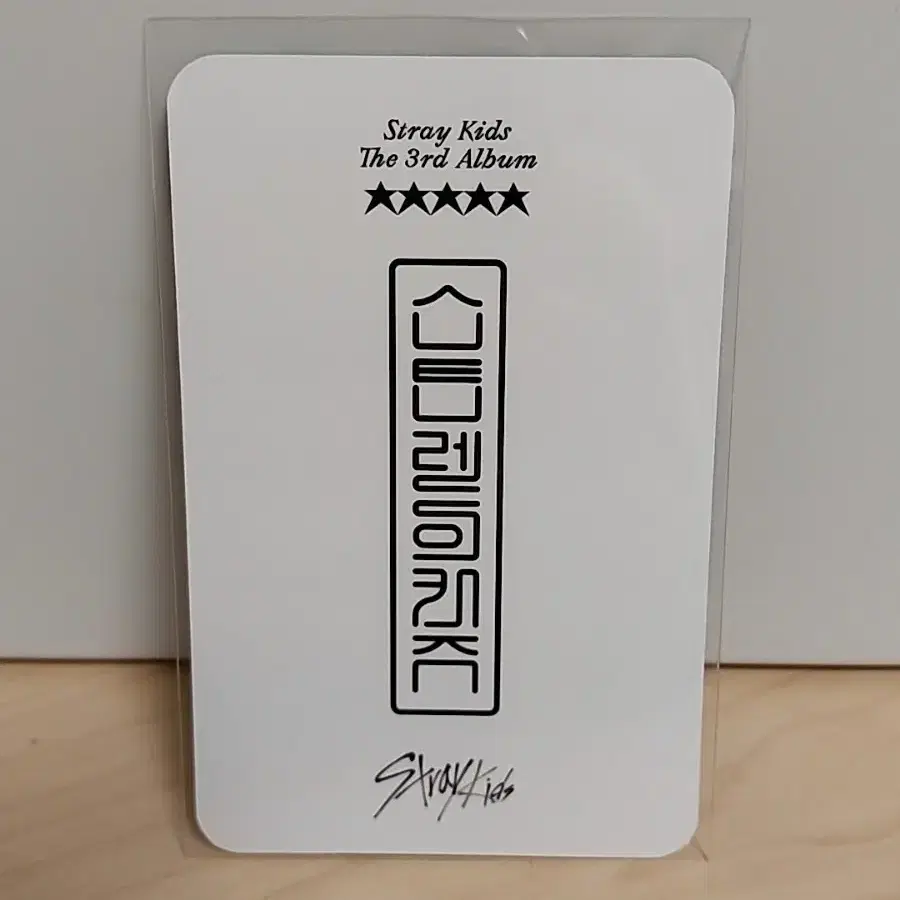 Stray Kids
The 3rd Album
★★★★★
스트레이키즈
Stray Kids